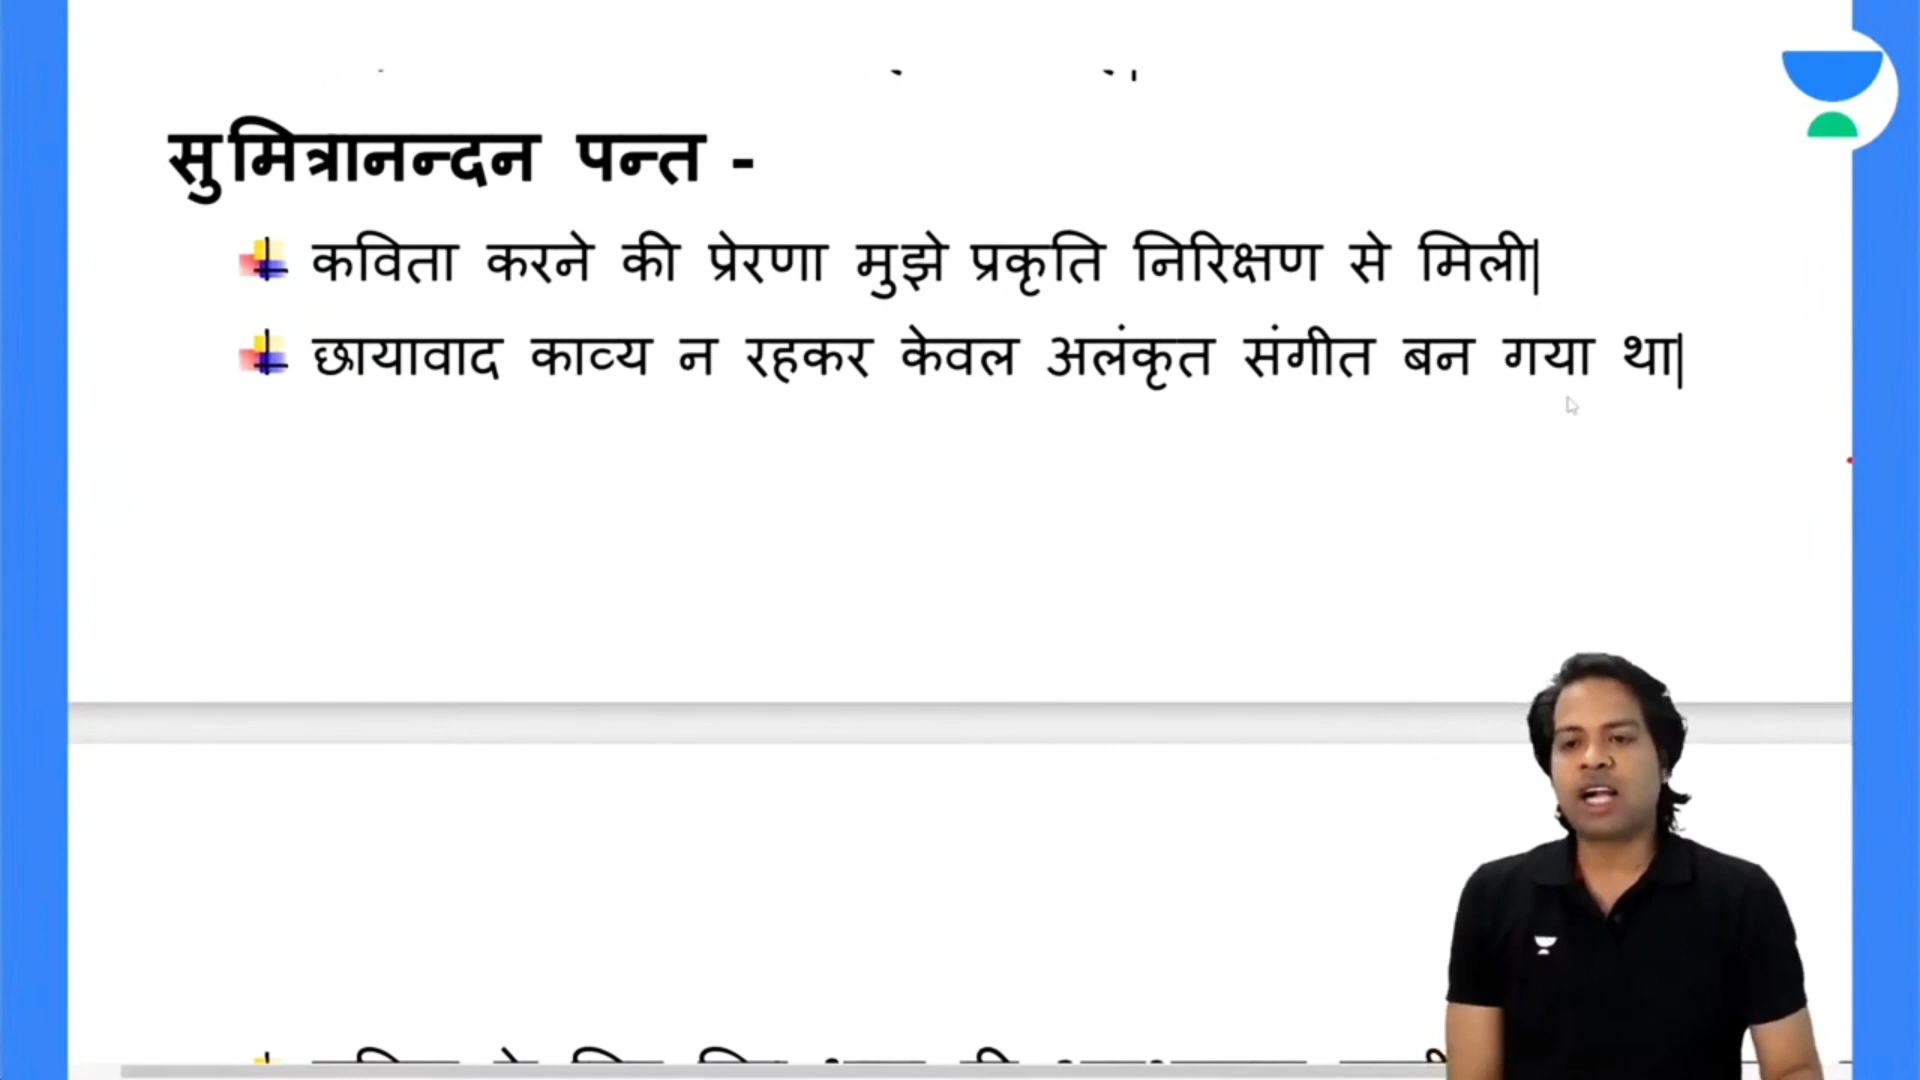 सुमित्रानन्दन पन्त -
कविता करने की प्रेरणा मुझे प्रकृति निरिक्षण से मिली|
छायावाद काव्य न रहकर केवल अलंकृत संगीत बन गया था|